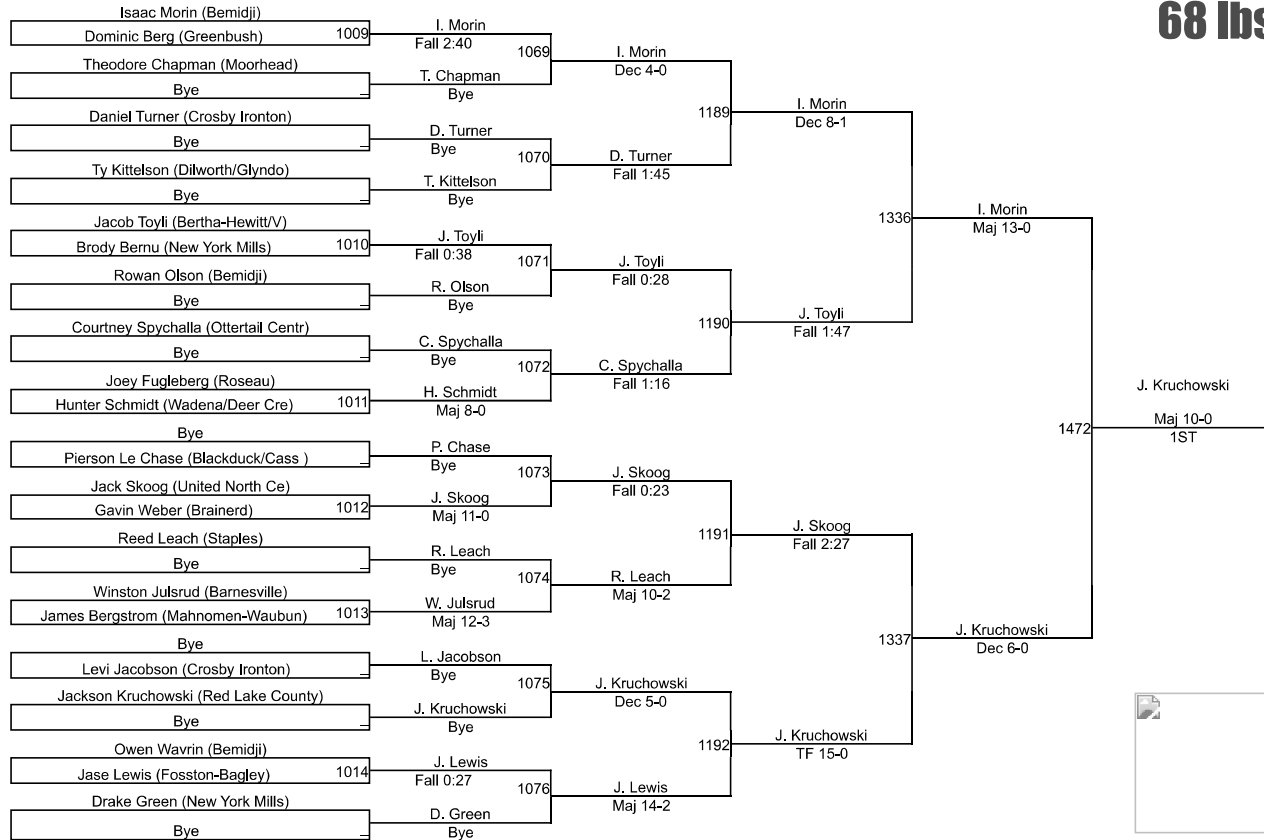 68 lbs
Isaac Morin (Bemidji)
Dominic Berg (Greenbush) 1009
Theodore Chapman (Moorhead)
Bye
Daniel Turner (Crosby Ironton)
Bye
Ty Kittelson (Dilworth/Glyndo)
Bye
Jacob Toyli (Bertha-Hewitt/V)
Brody Bernu (New York Mills) 1010
Rowan Olson (Bemidji)
Bye
Courtney Spychalla (Ottertail Centr)
Bye
Joey Fugleberg (Roseau)
Hunter Schmidt (Wadena/Deer Cre) 1011
Bye
Pierson Le Chase (Blackduck/Cass )
Jack Skoog (United North Ce)
Gavin Weber (Brainerd) 1012
Reed Leach (Staples)
Bye
Winston Julsrud (Barnesville)
James Bergstrom (Mahnomen-Waubun) 1013
Bye
Levi Jacobson (Crosby Ironton)
Jackson Kruchowski (Red Lake County)
Bye
Owen Wavrin (Bemidji)
Jase Lewis (Fosston-Bagley) 1014
Drake Green (New York Mills)
Bye
I. Morin
Fall 2:40
1069
T. Chapman
Bye
D. Turner
Bye
1070
T. Kittelson
Bye
J. Toyli
Fall 0:38
1071
R. Olson
Bye
C. Spychalla
Bye
1072
H. Schmidt
Maj 8-0
P. Chase
Bye
1073
J. Skoog
Maj 11-0
R. Leach
Bye
1074
W. Julsrud
Maj 12-3
L. Jacobson
Bye
1075
J. Kruchowski
Bye
J. Lewis
Fall 0:27
1076
D. Green
Bye
I. Morin
Dec 4-0
1189
D. Turner
Fall 1:45
J. Toyli
Fall 0:28
1190
C. Spychalla
Fall 1:16
J. Skoog
Fall 0:23
1191
R. Leach
Maj 10-2
J. Kruchowski
Dec 5-0
1192
J. Lewis
Maj 14-2
I. Morin
Dec 8-1
1336
J. Toyli
Fall 1:47
J. Skoog
Fall 2:27
1337
J. Kruchowski
TF 15-0
I. Morin
Maj 13-0
1472
J. Kruchowski
Dec 6-0
J. Kruchowski
Maj 10-0
1ST